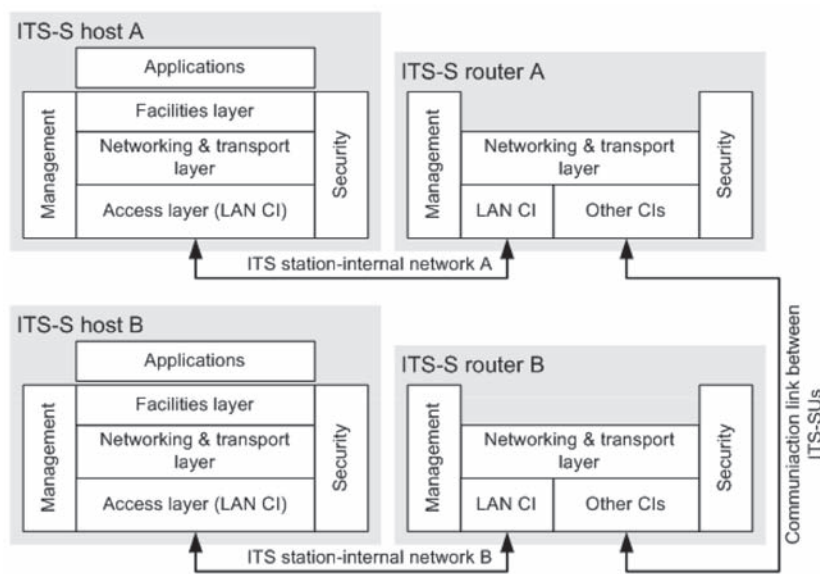 ITS-S host A
Applications
Management
Facilities layer
Networking & transport
layer
Access layer (LAN CI)
Security
ITS-S router A
Management
Networking & transport
layer
LAN CI
Other CIs
Security
ITS station-internal network A
ITS-S host B
Applications
Management
Facilities layer
Networking & transport
layer
Access layer (LAN CI)
Security
ITS-S router B
Management
Networking & transport
layer
LAN CI
Other CIs
Security
ITS station-internal network B
Communiaction link between
ITS-SUs